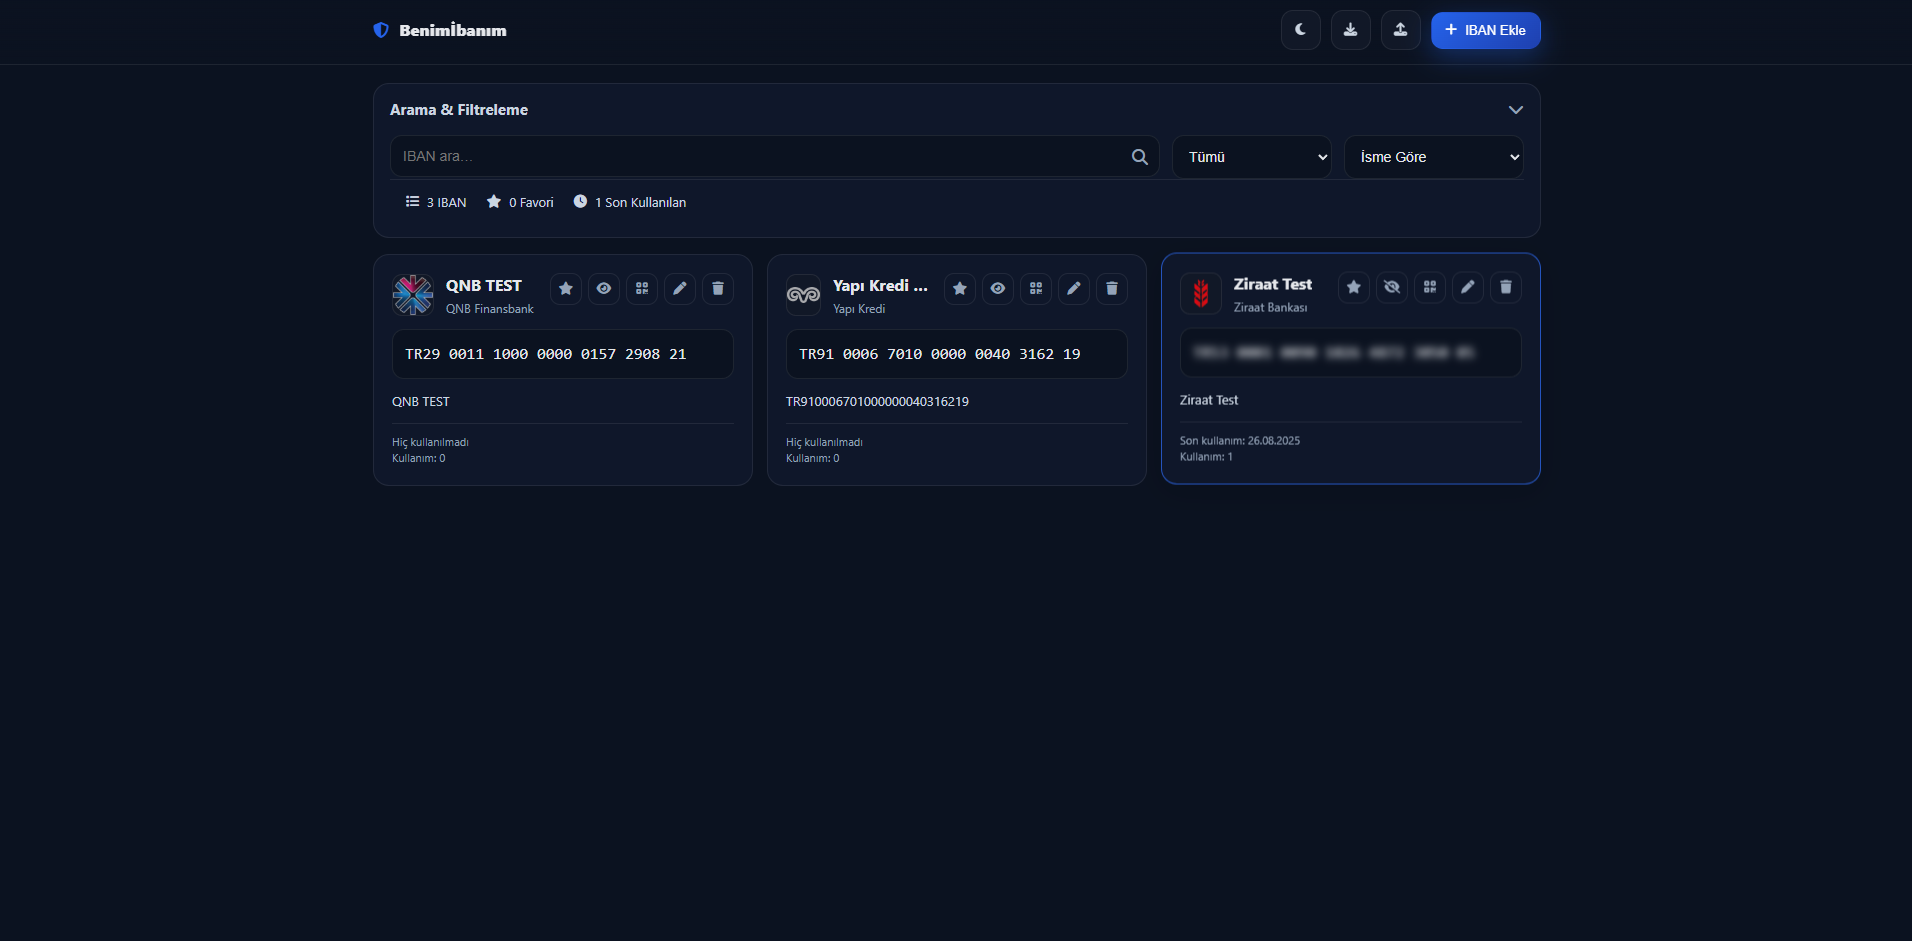 Benimİbanım
IBAN Ekle
Arama & Filtreleme
IBAN ara...
Tümü
İsme Göre
3 IBAN
0 Favori
1 Son Kullanılan
QNB TEST
QNB Finansbank
TR29 0011 1000 0000 0157 2908 21
QNB TEST
Hiç kullanılmadı
Kullanım: 0
Yapı Kredi ...
Yapı Kredi
TR91 0006 7010 0000 0040 3162 19
TR910006701000000040316219
Hiç kullanılmadı
Kullanım: 0
Ziraat Test
Ziraat Bankası
Ziraat Test
Son kullanım: 26.08.2025
Kullanım: 1